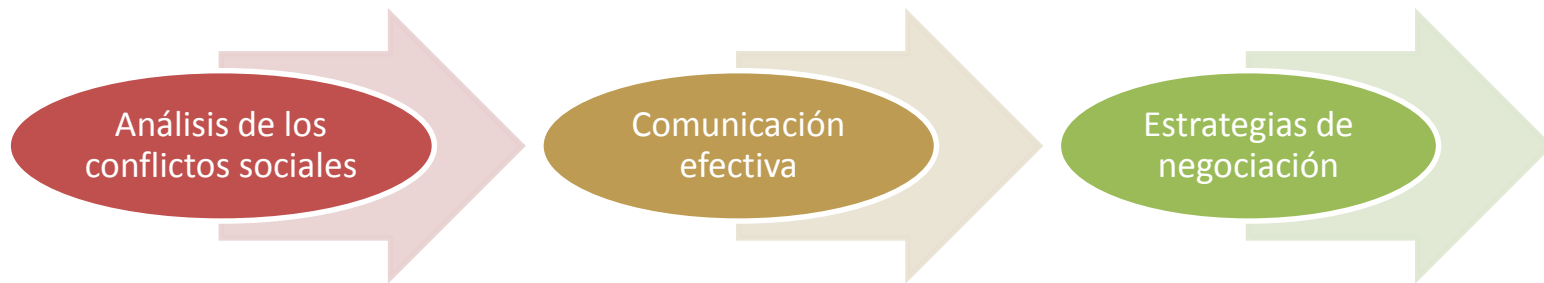 Análisis de los
conflictos sociales
Comunicación
efectiva
Estrategias de
negociación